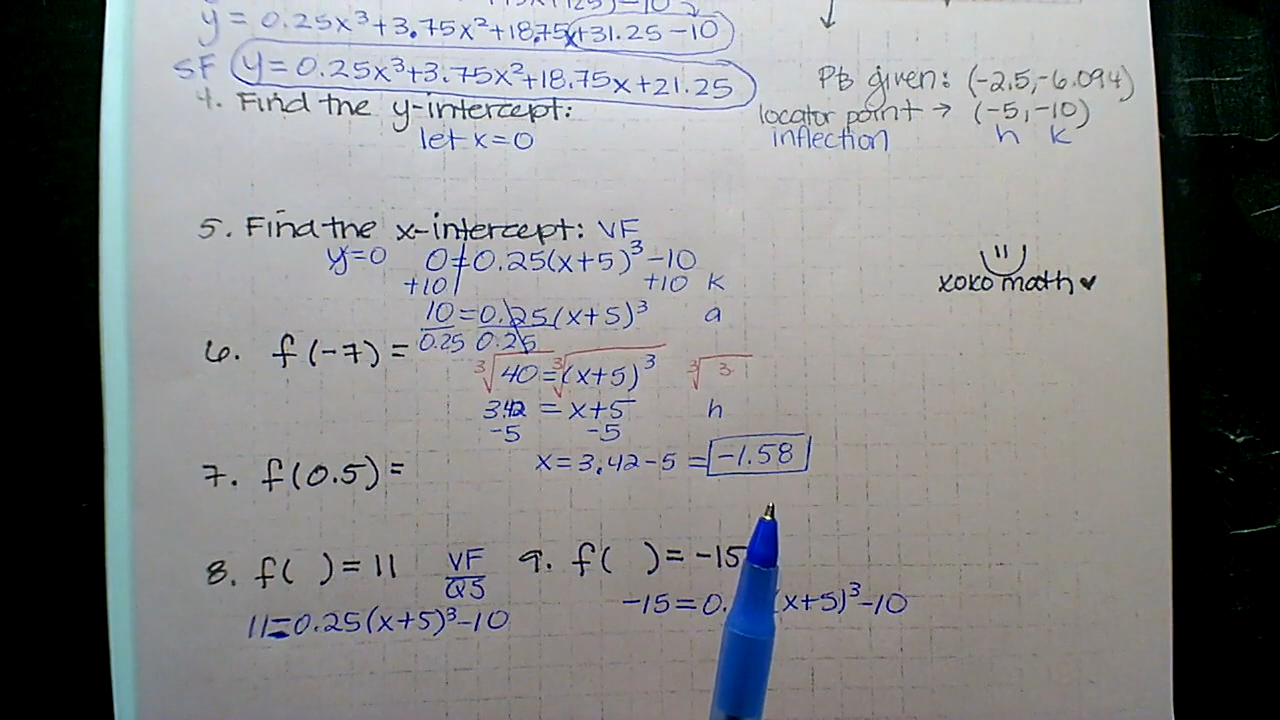 y = 0.25x³+3.75x²+18.75x+31.25-10
SF y=0.25x³+3.75x²+18.75x+21.25
4. Find the y-intercept:
let x=0
Pt given: (-2.5,-6.094)
locator point → (-5,-10)
inflection h k
5. Find the x-intercept: VF
y=0 0=0.25(x+5)³-10
+10 +10 k
10=0.25(x+5)³ a
0.25 0.25
6. f(-7)=
³√40=³√(x+5)³ ³√3
3.42 = x+5 h
-5 -5
x=3.42-5=-1.58
7. f(0.5)=
xoxo math ♥
8. f( )=11 VF
Q5
11=0.25(x+5)³-10
9. f( )=-15
-15=0. (x+5)³-10